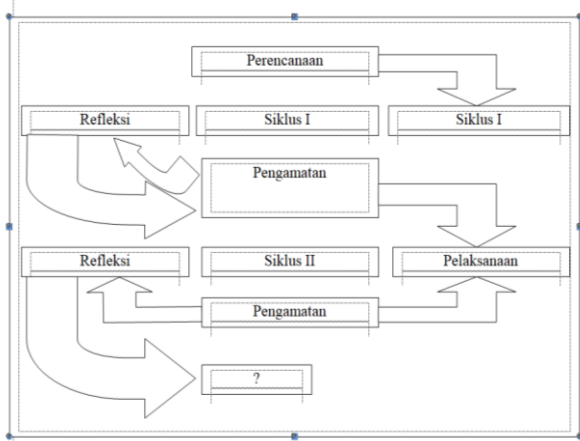 Perencanaan
Refleksi
Siklus I
Siklus I
Pengamatan
Refleksi
Siklus II
Pelaksanaan
Pengamatan
?